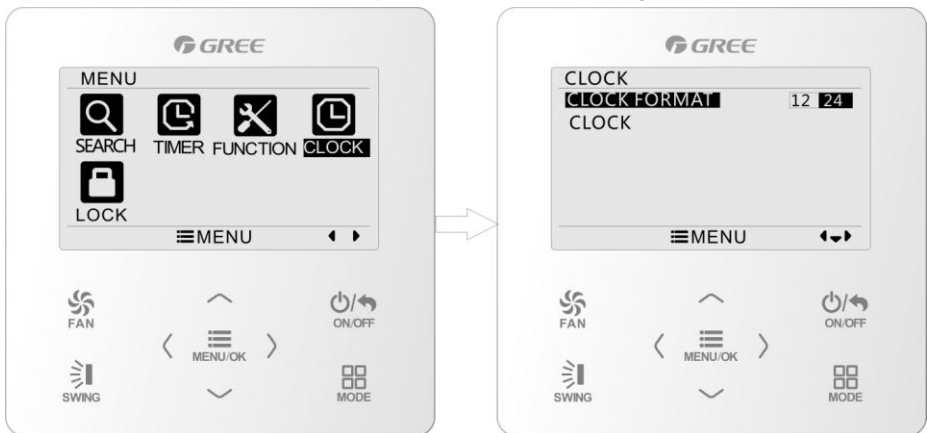 GREE
MENU
SEARCH TIMER FUNCTION CLOCK
LOCK
MENU
FAN
ON/OFF
MENU/OK
SWING
MODE
GREE
CLOCK
CLOCK FORMAT 12 24
CLOCK
MENU
FAN
ON/OFF
MENU/OK
SWING
MODE